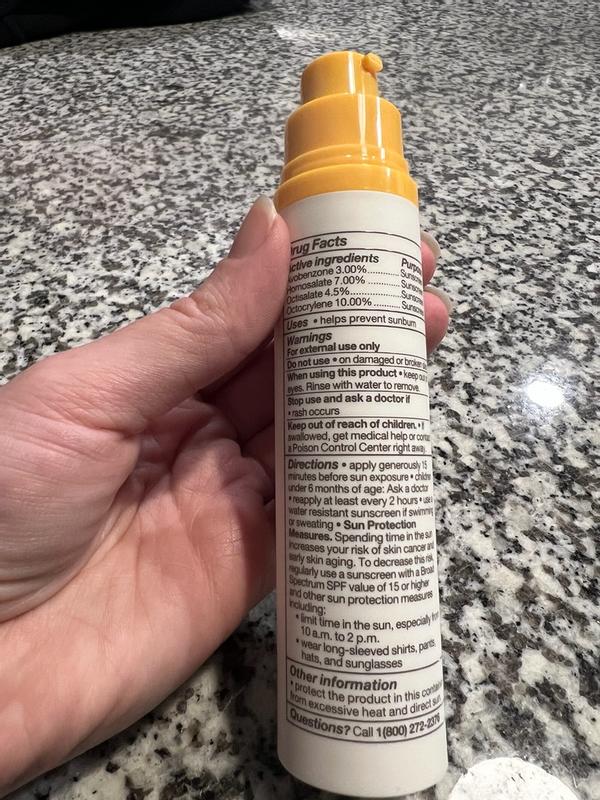 rug Facts
ctive ingredients Purpo
vobenzone 3.00%..............Sunscre
Homosalate 7.00%..............Sunscre
Octisalate 4.5%..................Sunscre
Octocrylene 10.00%...........Sunscre
Uses • helps prevent sunburn
Warnings
For external use only
Do not use • on damaged or broken
When using this product • keep out
eyes. Rinse with water to remove.
Stop use and ask a doctor if
• rash occurs
Keep out of reach of children. • If
swallowed, get medical help or contac
a Poison Control Center right away.
Directions • apply generously 15
minutes before sun exposure • children
under 6 months of age: Ask a doctor
• reapply at least every 2 hours • use a
water resistant sunscreen if swimming
or sweating • Sun Protection
Measures. Spending time in the sun
increases your risk of skin cancer and
early skin aging. To decrease this risk,
regularly use a sunscreen with a Broad
Spectrum SPF value of 15 or higher
and other sun protection measures
including:
• limit time in the sun, especially from
10 a.m. to 2 p.m.
• wear long-sleeved shirts, pants,
hats, and sunglasses
Other information
• protect the product in this contain
from excessive heat and direct sun
Questions? Call 1(800) 272-2376